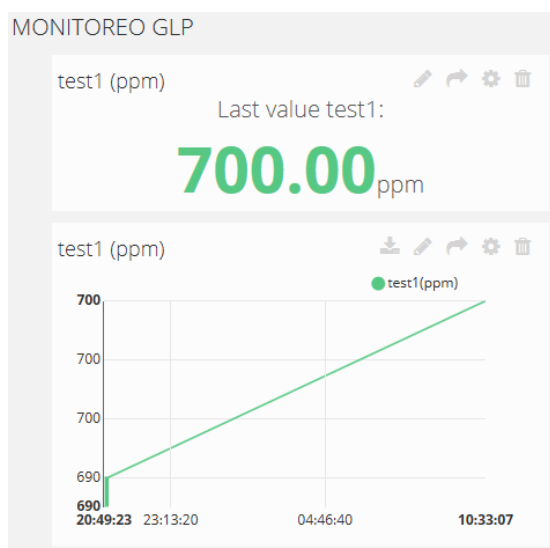 MONITOREO GLP
test1 (ppm)
Last value test1:
700.00ppm
test1 (ppm)
test1(ppm)
700
700
700
690
690
20:49:23 23:13:20 04:46:40 10:33:07